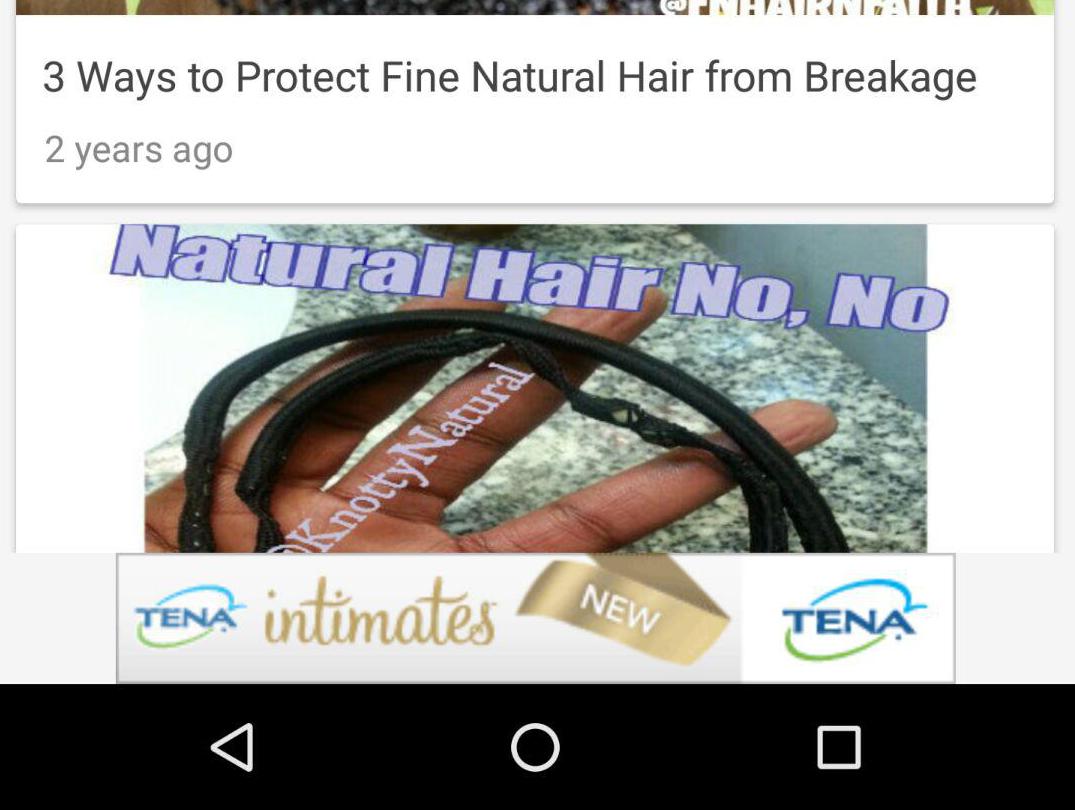 @FNHAIRNFAITH
3 Ways to Protect Fine Natural Hair from Breakage
2 years ago
Natural Hair No, No
@KnottyNatural
TENA intimates NEW TENA